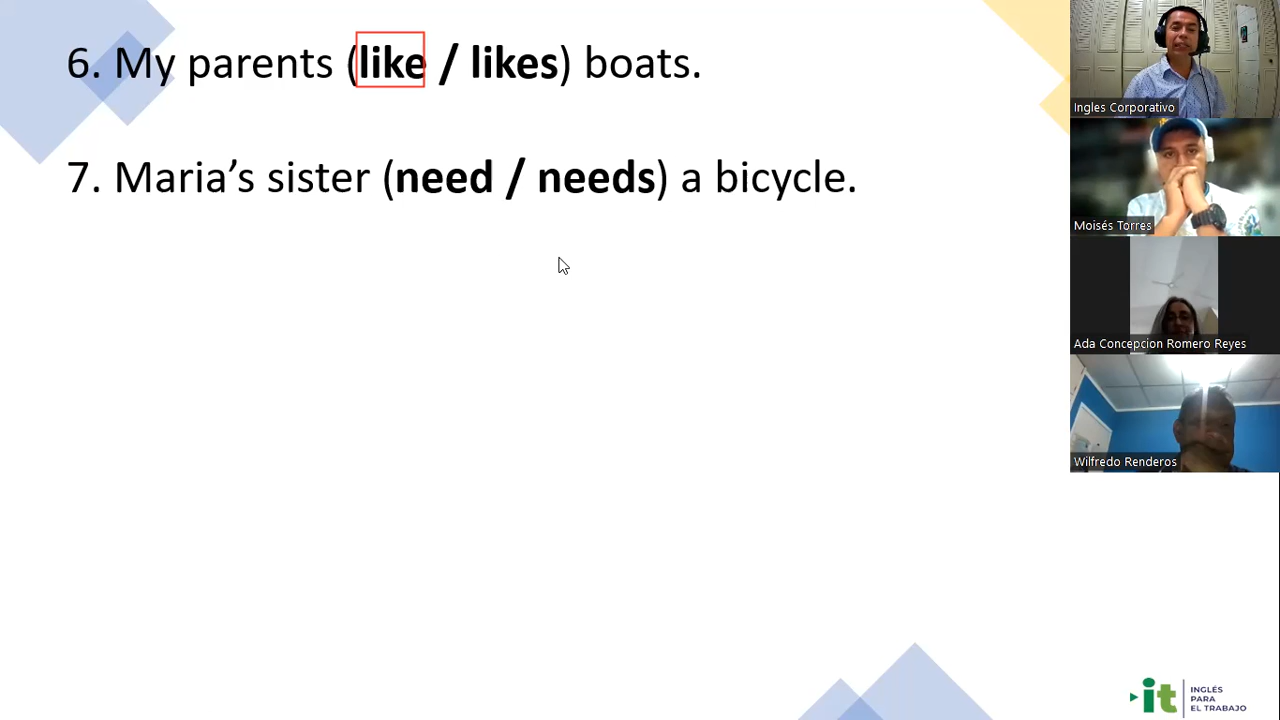 6. My parents (like / likes) boats.
7. Maria’s sister (need / needs) a bicycle.
Ingles Corporativo
Moisés Torres
Ada Concepcion Romero Reyes
Wilfredo Renderos
it
INGLÉS
PARA
EL TRABAJO